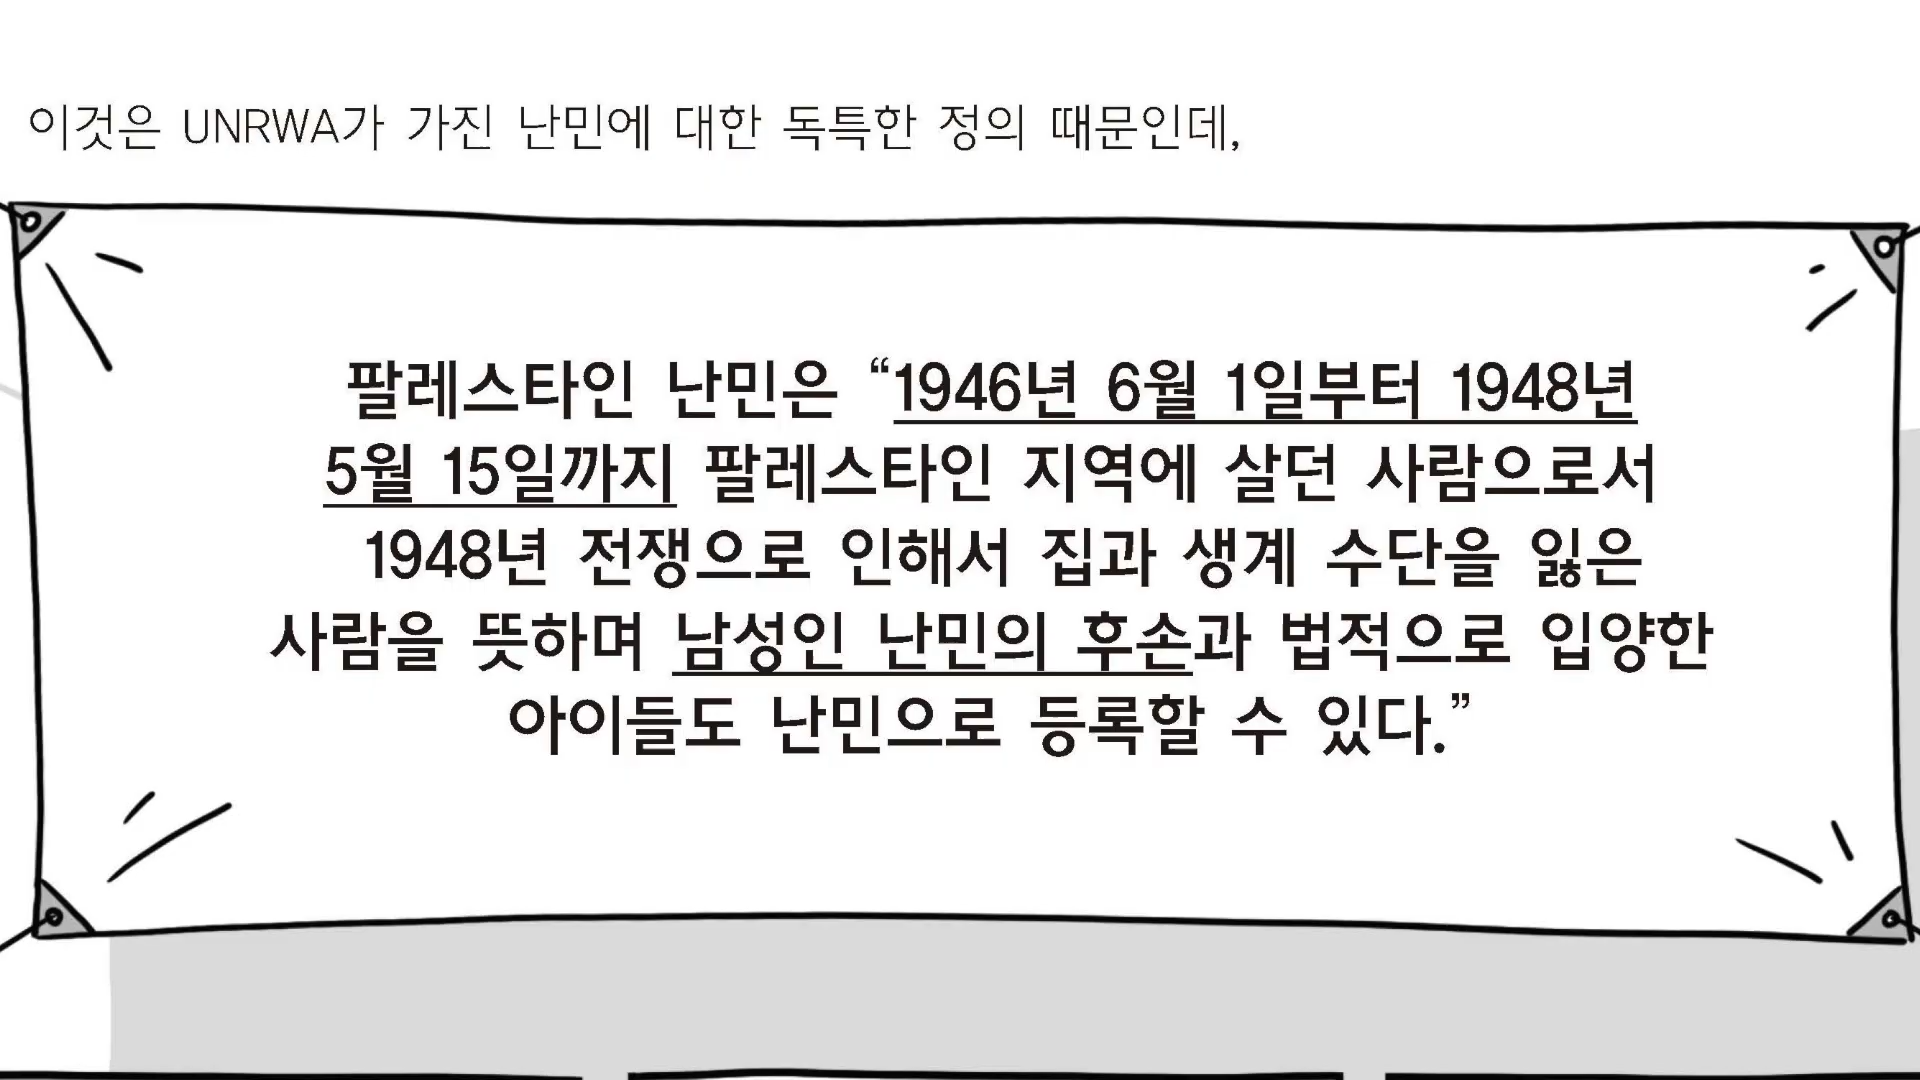 이것은 UNRWA가 가진 난민에 대한 독특한 정의 때문인데,
팔레스타인 난민은 “1946년 6월 1일부터 1948년
5월 15일까지 팔레스타인 지역에 살던 사람으로서
1948년 전쟁으로 인해서 집과 생계 수단을 잃은
사람을 뜻하며 남성인 난민의 후손과 법적으로 입양한
아이들도 난민으로 등록할 수 있다.”